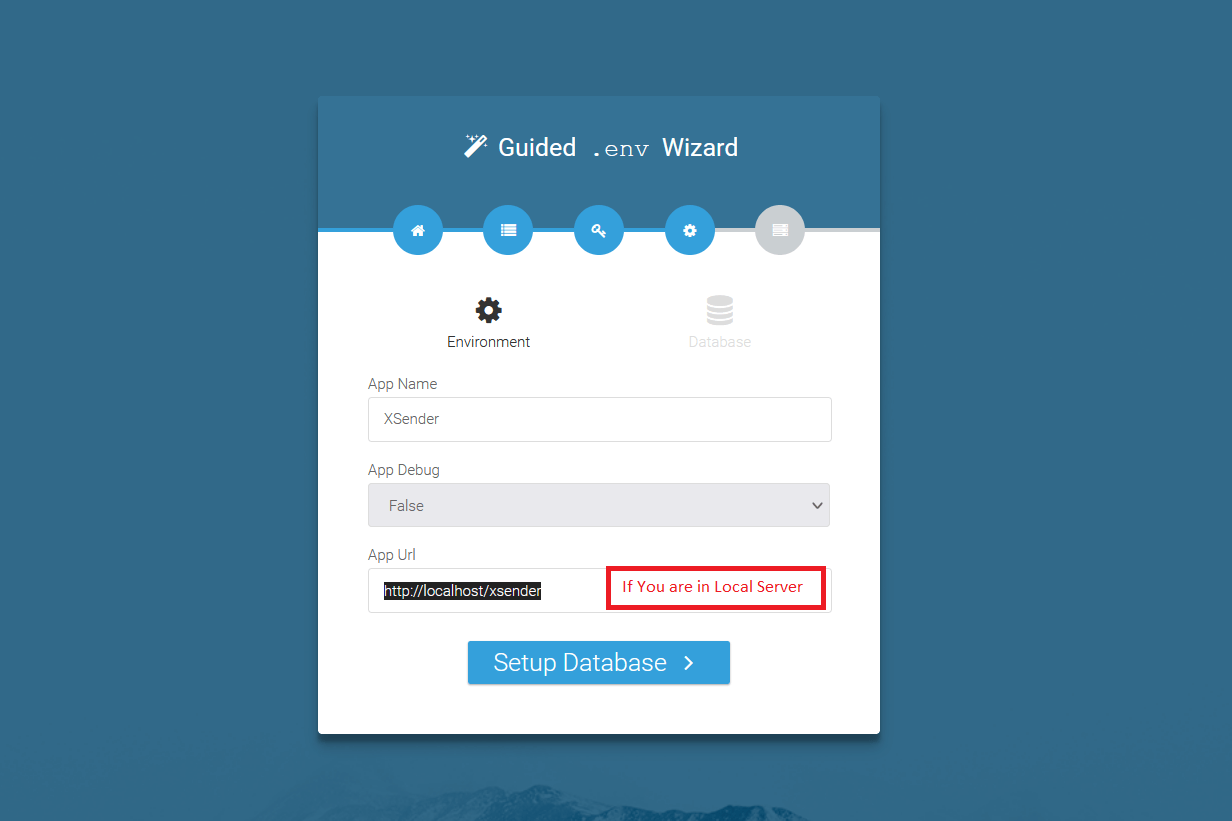 Guided .env Wizard
Environment
Database
App Name
XSender
App Debug
False
App Url
http://localhost/xsender
If You are in Local Server
Setup Database